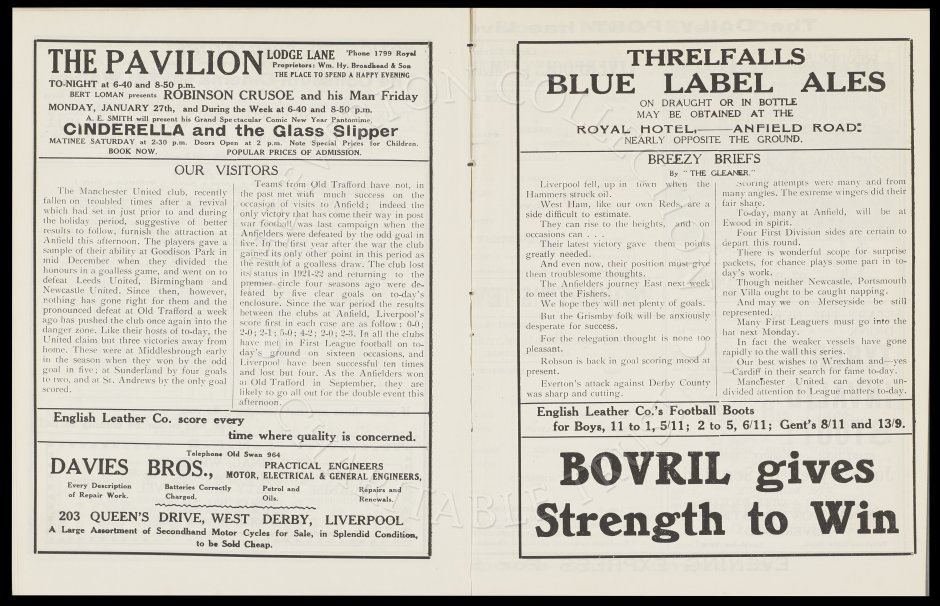 THE PAVILION LODGE LANE 'Phone 1799 Royal
Proprietors: Wm. Hy. Broadhead & Son
THE PLACE TO SPEND A HAPPY EVENING
TO-NIGHT at 6-40 and 8-50 p.m.
BERT LOMAN presents ROBINSON CRUSOE and his Man Friday
MONDAY, JANUARY 27th, and During the Week at 6-40 and 8-50 p.m.
A. E. SMITH will present his Grand Spectacular Comic New Year Pantomime,
CINDERELLA and the Glass Slipper
MATINEE SATURDAY at 2-30 p.m. Doors Open at 2 p.m. Note Special Prices for Children.
BOOK NOW. POPULAR PRICES OF ADMISSION.
OUR VISITORS
The Manchester United club, recently
fallen on troubled times after a revival
which had set in just prior to and during
the holiday period, suggestive of better
results to follow, furnish the attraction at
Anfield this afternoon. The players gave a
sample of their ability at Goodison Park in
mid December when they divided the
honours in a goalless game, and went on to
defeat Leeds United, Birmingham and
Newcastle United. Since then, however,
nothing has gone right for them and the
pronounced defeat at Old Trafford a week
ago has pushed the club once again into the
danger zone. Like their hosts of to-day, the
United claim but three victories away from
home. These were at Middlesbrough early
in the season when they won by the odd
goal in five; at Sunderland by four goals
to two, and at St. Andrews by the only goal
scored.
Teams from Old Trafford have not, in
the past met with much success on the
occasion of visits to Anfield; indeed the
only victory that has come their way in post
war football was last campaign when the
Anfielders were defeated by the odd goal in
five. In the first year after the war the club
gained its only other point in this period as
the result of a goalless draw. The club lost
its status in 1921-22 and returning to the
premier circle four seasons ago were de-
feated by five clear goals on to-day's
enclosure. Since the war period the results
between the clubs at Anfield, Liverpool's
score first in each case are as follow; 0-0;
2-0; 2-1; 5-0; 4-2; 2-0; 2-3. In all the clubs
have met in First League football on to-
day's ground on sixteen occasions, and
Liverpool have been successful ten times
and lost but four. As the Anfielders won
at Old Trafford in September, they are
likely to go all out for the double event this
afternoon.
English Leather Co. score every
time where quality is concerned.
Telephone Old Swan 964
DAVIES BROS., PRACTICAL ENGINEERS
MOTOR, ELECTRICAL & GENERAL ENGINEERS,
Every Description of Repair Work.
Batteries Correctly Charged.
Petrol and Oils.
Repairs and Renewals.
203 QUEEN'S DRIVE, WEST DERBY, LIVERPOOL
A Large Assortment of Secondhand Motor Cycles for Sale, in Splendid Condition,
to be Sold Cheap.
THRELFALLS
BLUE LABEL ALES
ON DRAUGHT OR IN BOTTLE
MAY BE OBTAINED AT THE
ROYAL HOTEL,—ANFIELD ROAD:
NEARLY OPPOSITE THE GROUND.
BREEZY BRIEFS
By "THE GLEANER."
Liverpool fell, up in town when the
Hammers struck oil.
West Ham, like our own Reds, are a
side difficult to estimate.
They can rise to the heights, and on
occasions can . . .
Their latest victory gave them points
greatly needed.
And even now, their position must give
them troublesome thoughts.
The Anfielders journey East next week
to meet the Fishers.
We hope they will net plenty of goals.
But the Grismby folk will be anxiously
desperate for success.
For the relegation thought is none too
pleasant.
Robson is back in goal scoring mood at
present.
Everton's attack against Derby County
was sharp and cutting.
Scoring attempts were many and from
many angles. The extreme wingers did their
fair share.
To-day, many at Anfield, will be at
Ewood in spirit.
Four First Division sides are certain to
depart this round.
There is wonderful scope for surprise
packets, for chance plays some part in to-
day's work.
Though neither Newcastle, Portsmouth
nor Villa ought to be caught napping.
And may we on Merseyside be still
represented.
Many First Leaguers must go into the
hat next Monday.
In fact the weaker vessels have gone
rapidly to the wall this series.
Our best wishes to Wrexham and—yes
—Cardiff in their search for fame to-day.
Manchester United can devote un-
divided attention to League matters to-day.
English Leather Co.'s Football Boots
for Boys, 11 to 1, 5/11; 2 to 5, 6/11; Gent's 8/11 and 13/9.
BOVRIL gives
Strength to Win